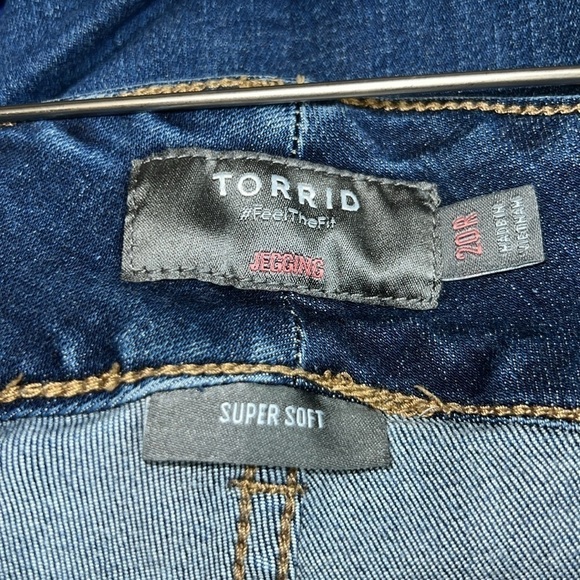 TORRID
#FeelTheFit
JEGGING
20R
MADE IN
VIETNAM
SUPER SOFT